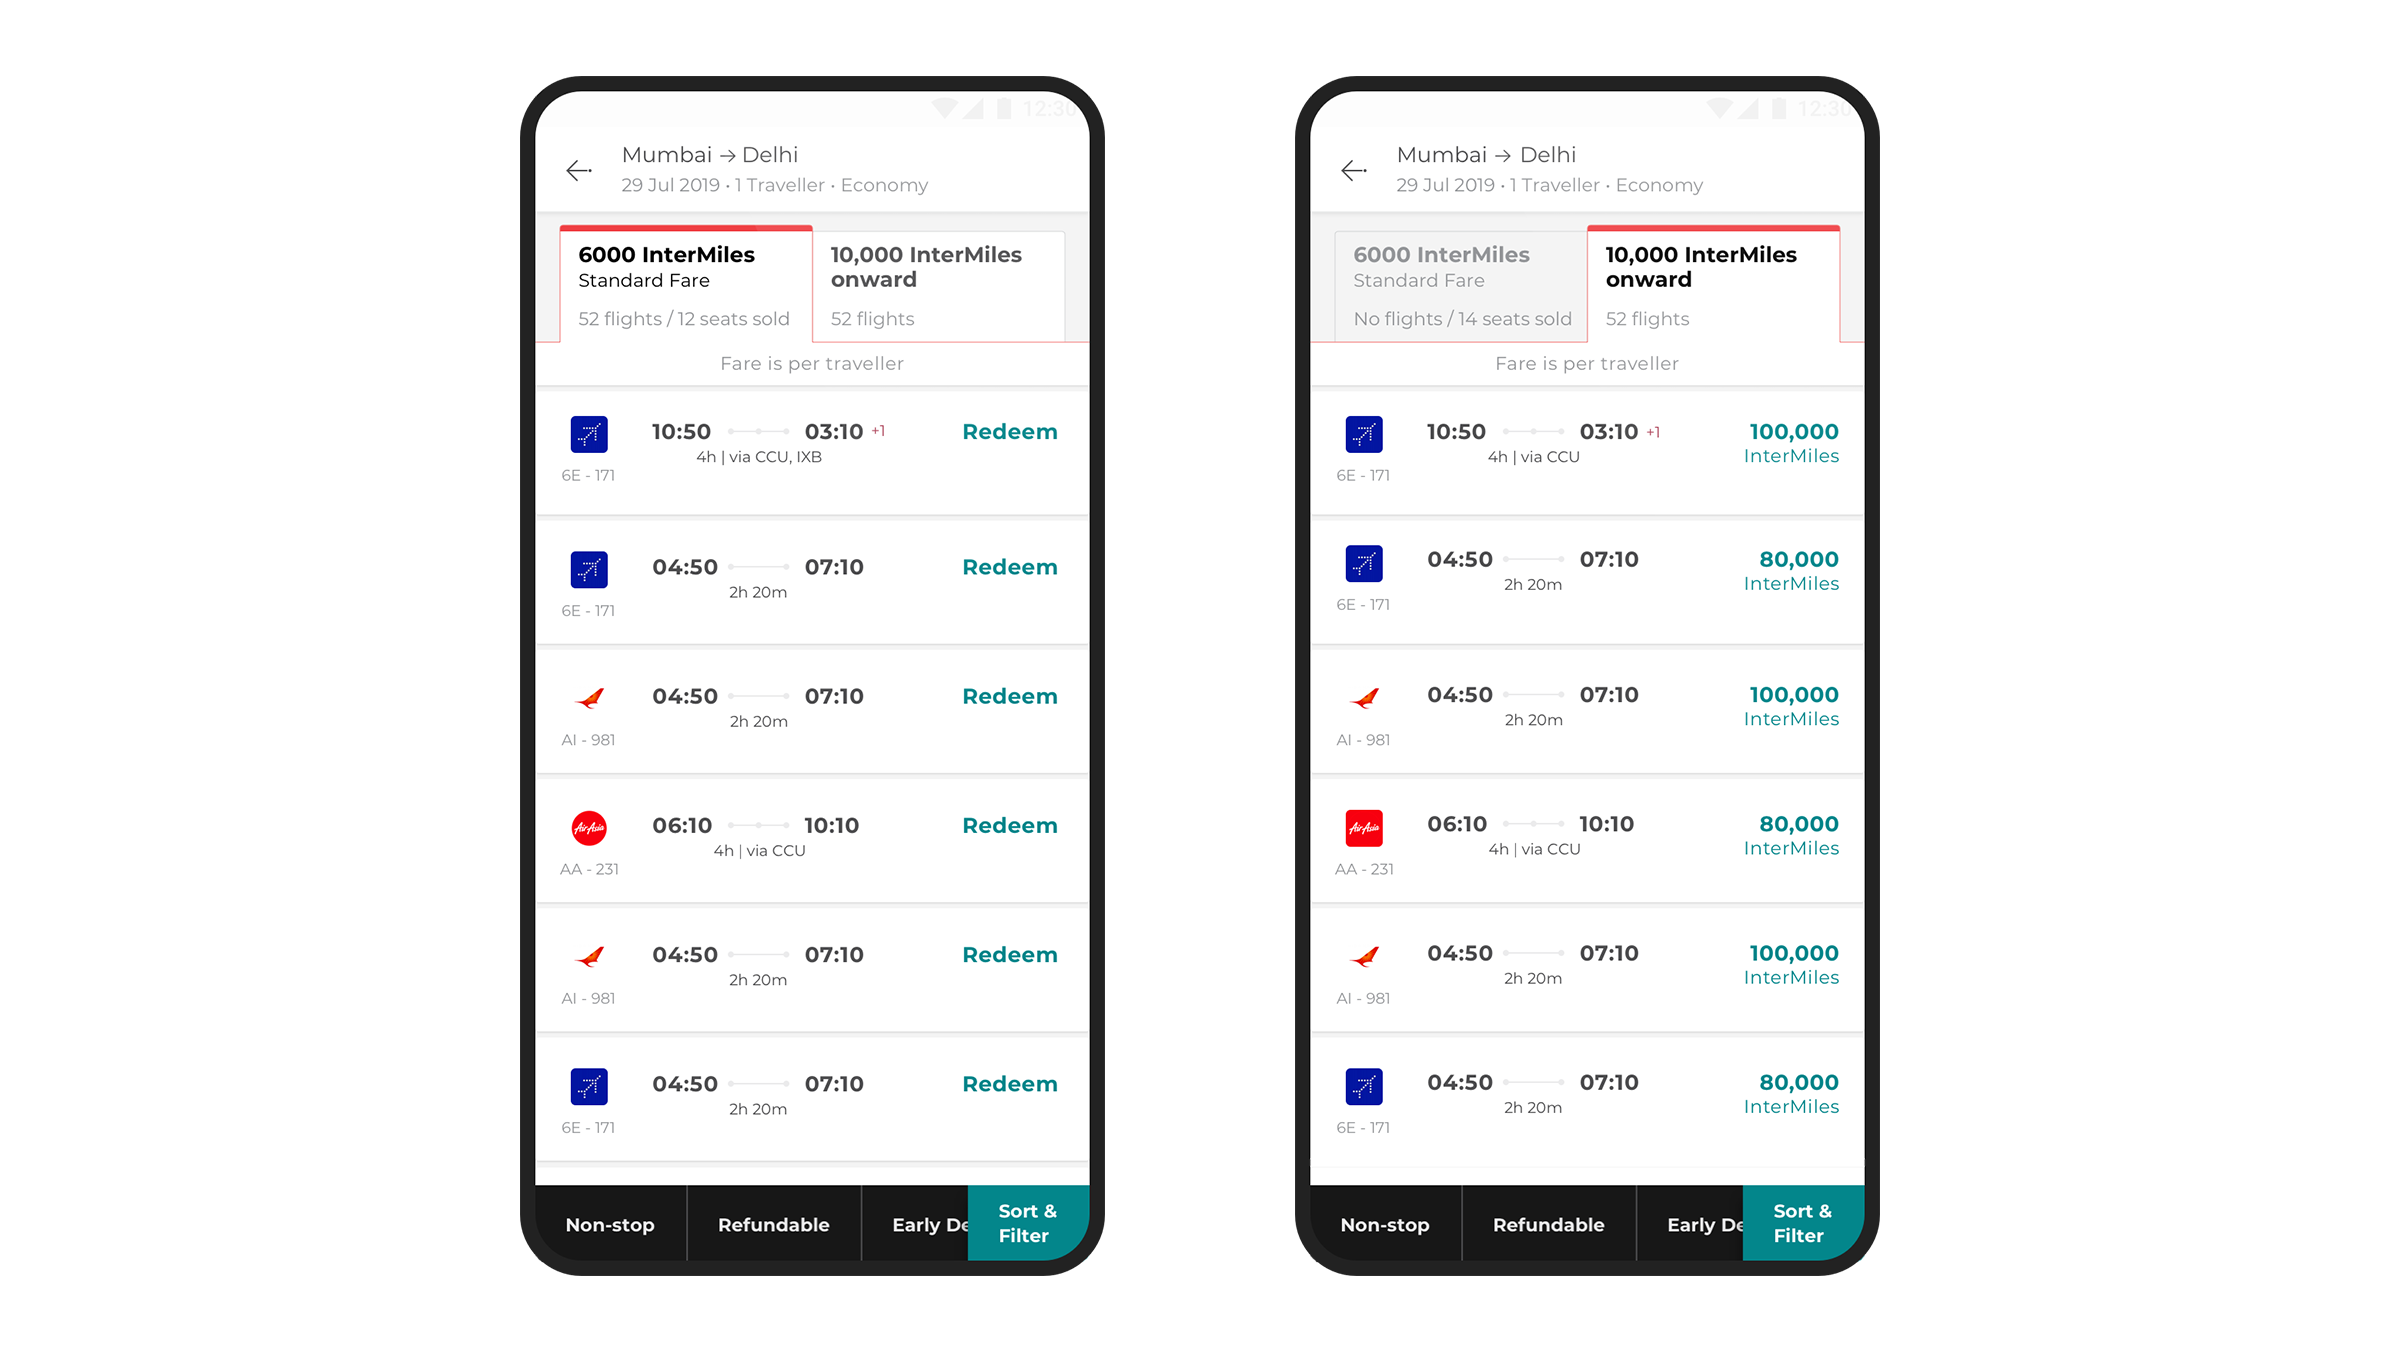 12:30
Mumbai → Delhi
29 Jul 2019 • 1 Traveller • Economy
6000 InterMiles
Standard Fare
52 flights / 12 seats sold
10,000 InterMiles
onward
52 flights
Fare is per traveller
10:50 03:10 +1 Redeem
4h | via CCU, IXB
6E - 171
04:50 07:10 Redeem
2h 20m
6E - 171
04:50 07:10 Redeem
2h 20m
AI - 981
AirAsia
06:10 10:10 Redeem
4h | via CCU
AA - 231
04:50 07:10 Redeem
2h 20m
AI - 981
04:50 07:10 Redeem
2h 20m
6E - 171
Non-stop Refundable Early De
Sort &
Filter
12:30
Mumbai → Delhi
29 Jul 2019 • 1 Traveller • Economy
6000 InterMiles
Standard Fare
No flights / 14 seats sold
10,000 InterMiles
onward
52 flights
Fare is per traveller
10:50 03:10 +1 100,000
4h | via CCU InterMiles
6E - 171
04:50 07:10 80,000
2h 20m InterMiles
6E - 171
04:50 07:10 100,000
2h 20m InterMiles
AI - 981
AirAsia
06:10 10:10 80,000
4h | via CCU InterMiles
AA - 231
04:50 07:10 100,000
2h 20m InterMiles
AI - 981
04:50 07:10 80,000
2h 20m InterMiles
6E - 171
Non-stop Refundable Early De
Sort &
Filter